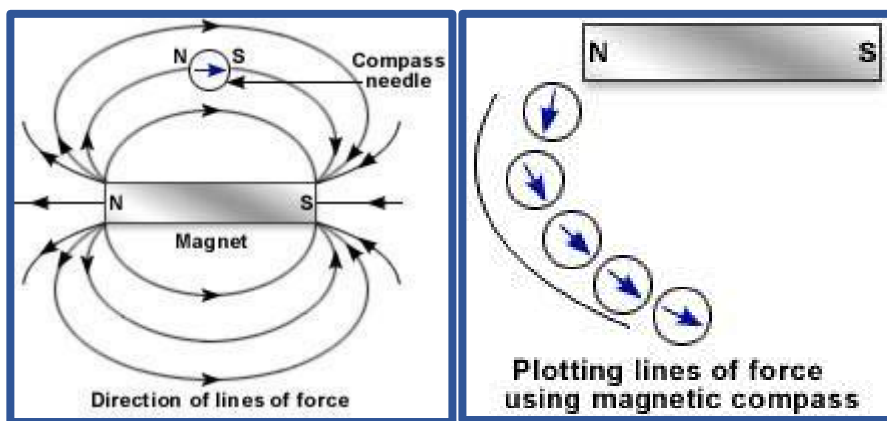 N S
Compass
needle
N S
Magnet
Direction of lines of force
N S
Plotting lines of force
using magnetic compass